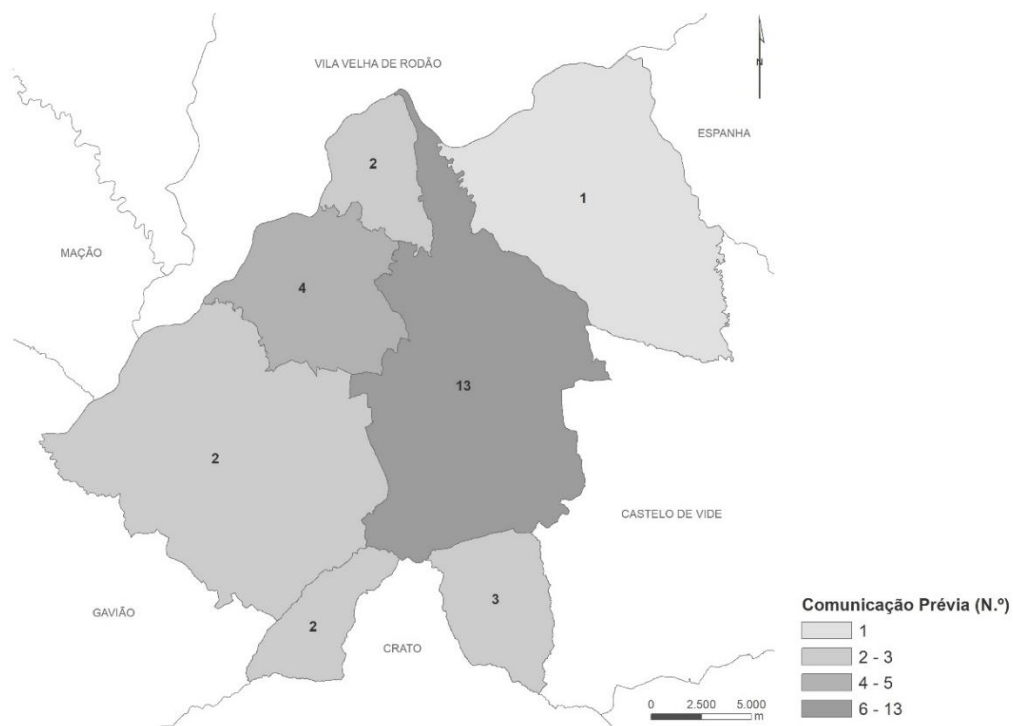 N
VILA VELHA DE RODÃO
ESPANHA
2
1
MAÇÃO
4
13
2
CASTELO DE VIDE
3
GAVIÃO
2
CRATO
Comunicação Prévia (N.º)
1
2 - 3
4 - 5
6 - 13
0 2.500 5.000
m